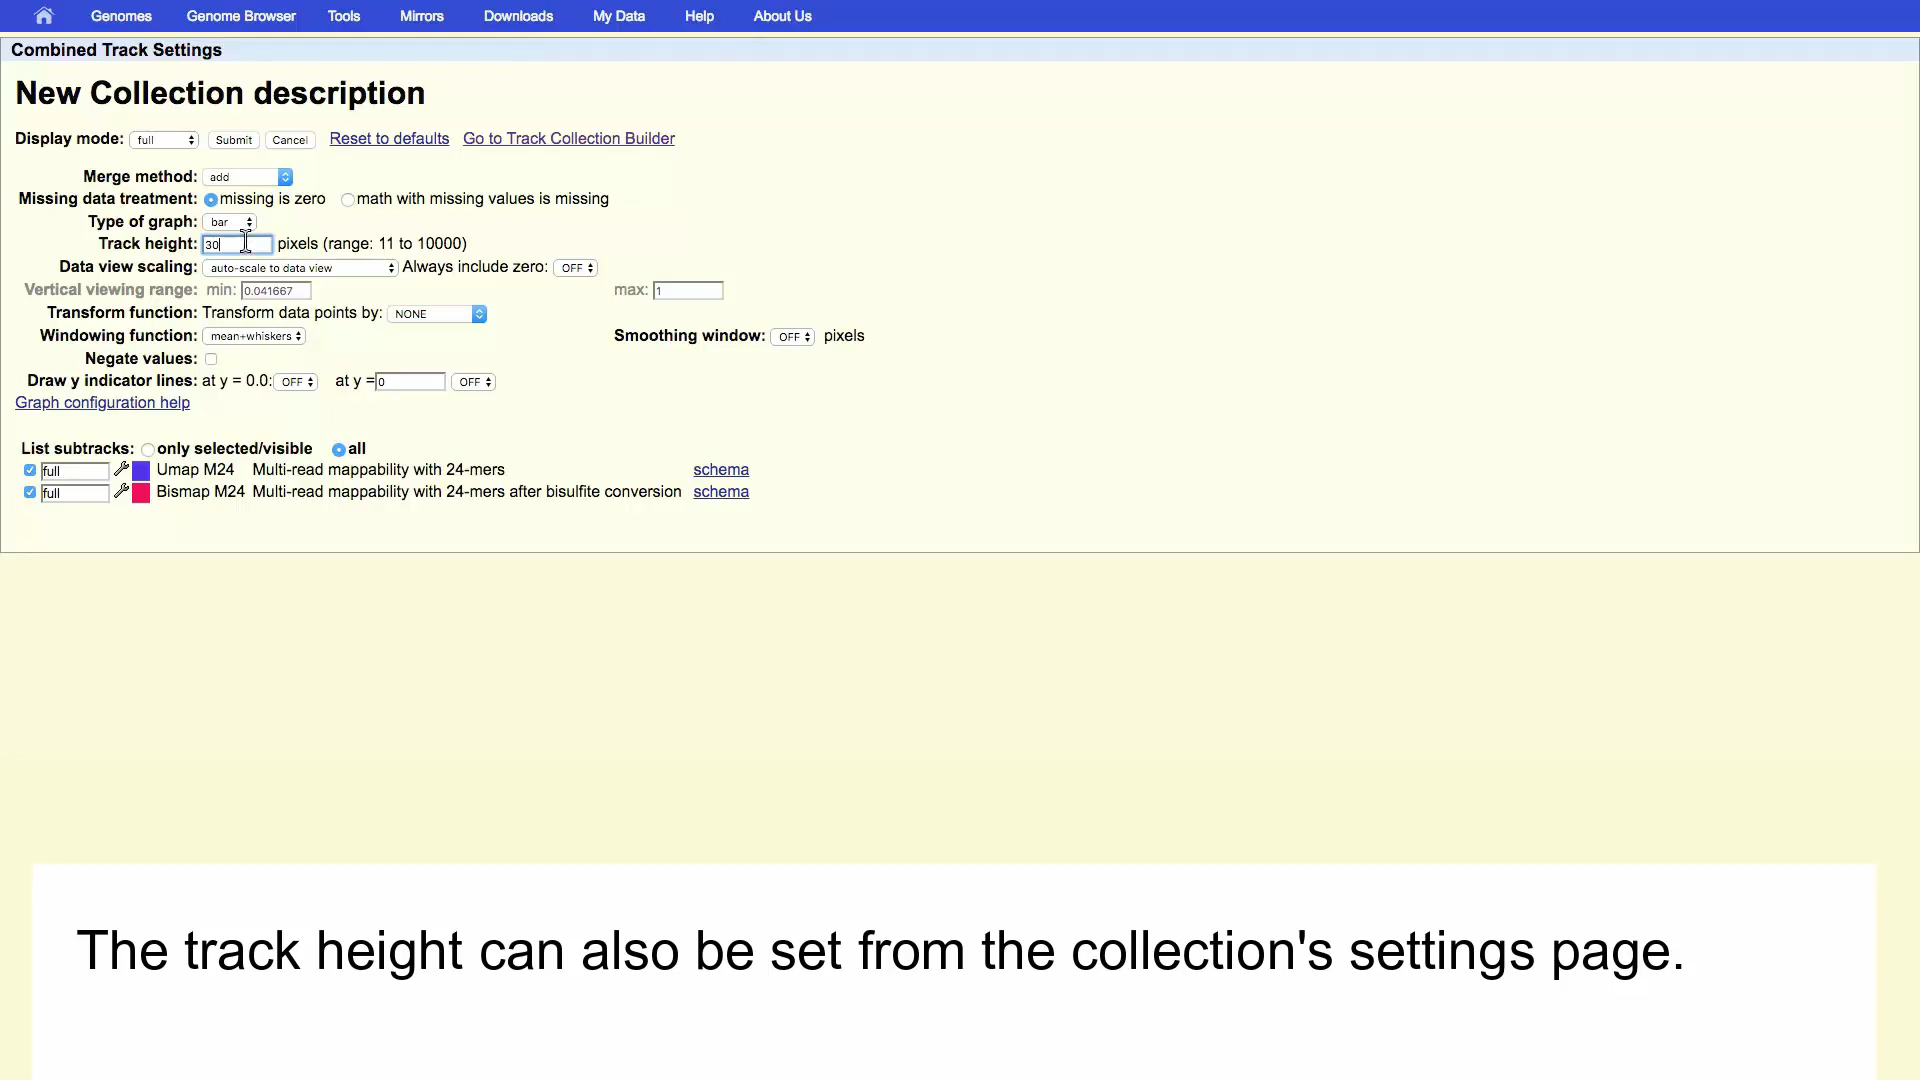 Genomes Genome Browser Tools Mirrors Downloads My Data Help About Us
Combined Track Settings
New Collection description
Display mode: full Submit Cancel Reset to defaults Go to Track Collection Builder
Merge method: add
Missing data treatment: missing is zero math with missing values is missing
Type of graph: bar
Track height: 30 pixels (range: 11 to 10000)
Data view scaling: auto-scale to data view Always include zero: OFF
Vertical viewing range: min: 0.041667 max: 1
Transform function: Transform data points by: NONE
Windowing function: mean+whiskers Smoothing window: OFF pixels
Negate values:
Draw y indicator lines: at y = 0.0: OFF at y = 0 OFF
Graph configuration help
List subtracks: only selected/visible all
full Umap M24 Multi-read mappability with 24-mers schema
full Bismap M24 Multi-read mappability with 24-mers after bisulfite conversion schema
The track height can also be set from the collection's settings page.